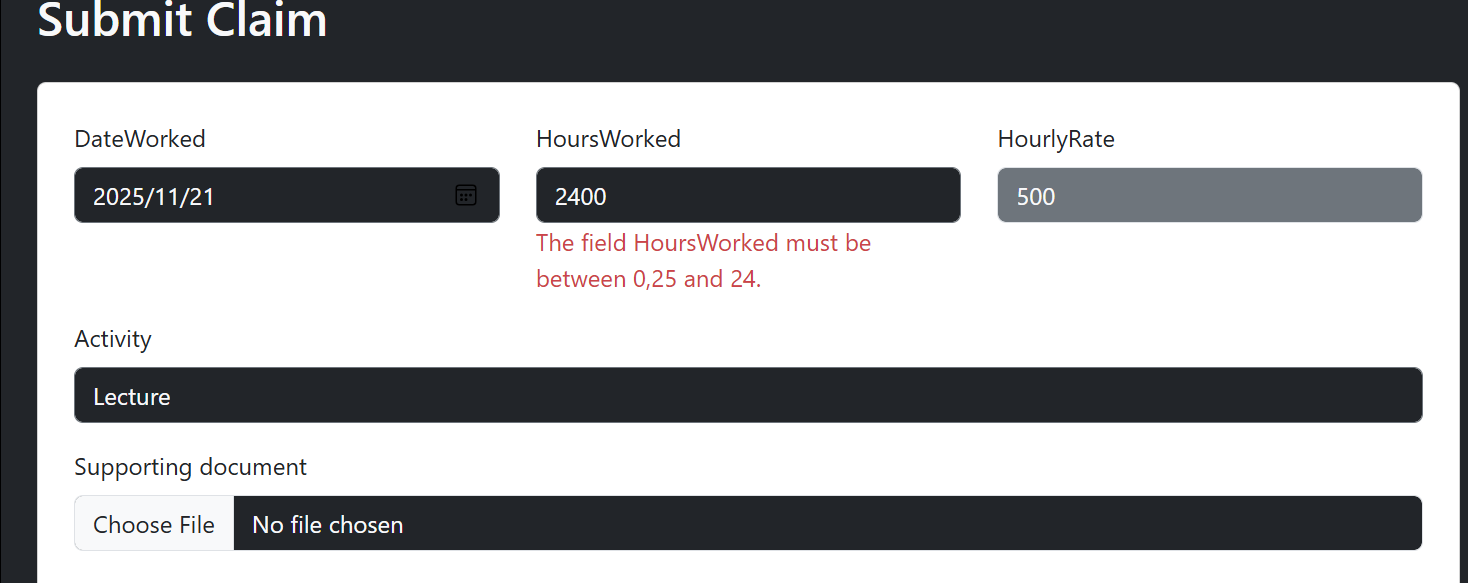 Submit Claim
DateWorked
HoursWorked
HourlyRate
2025/11/21
2400
500
The field HoursWorked must be
between 0,25 and 24.
Activity
Lecture
Supporting document
Choose File
No file chosen